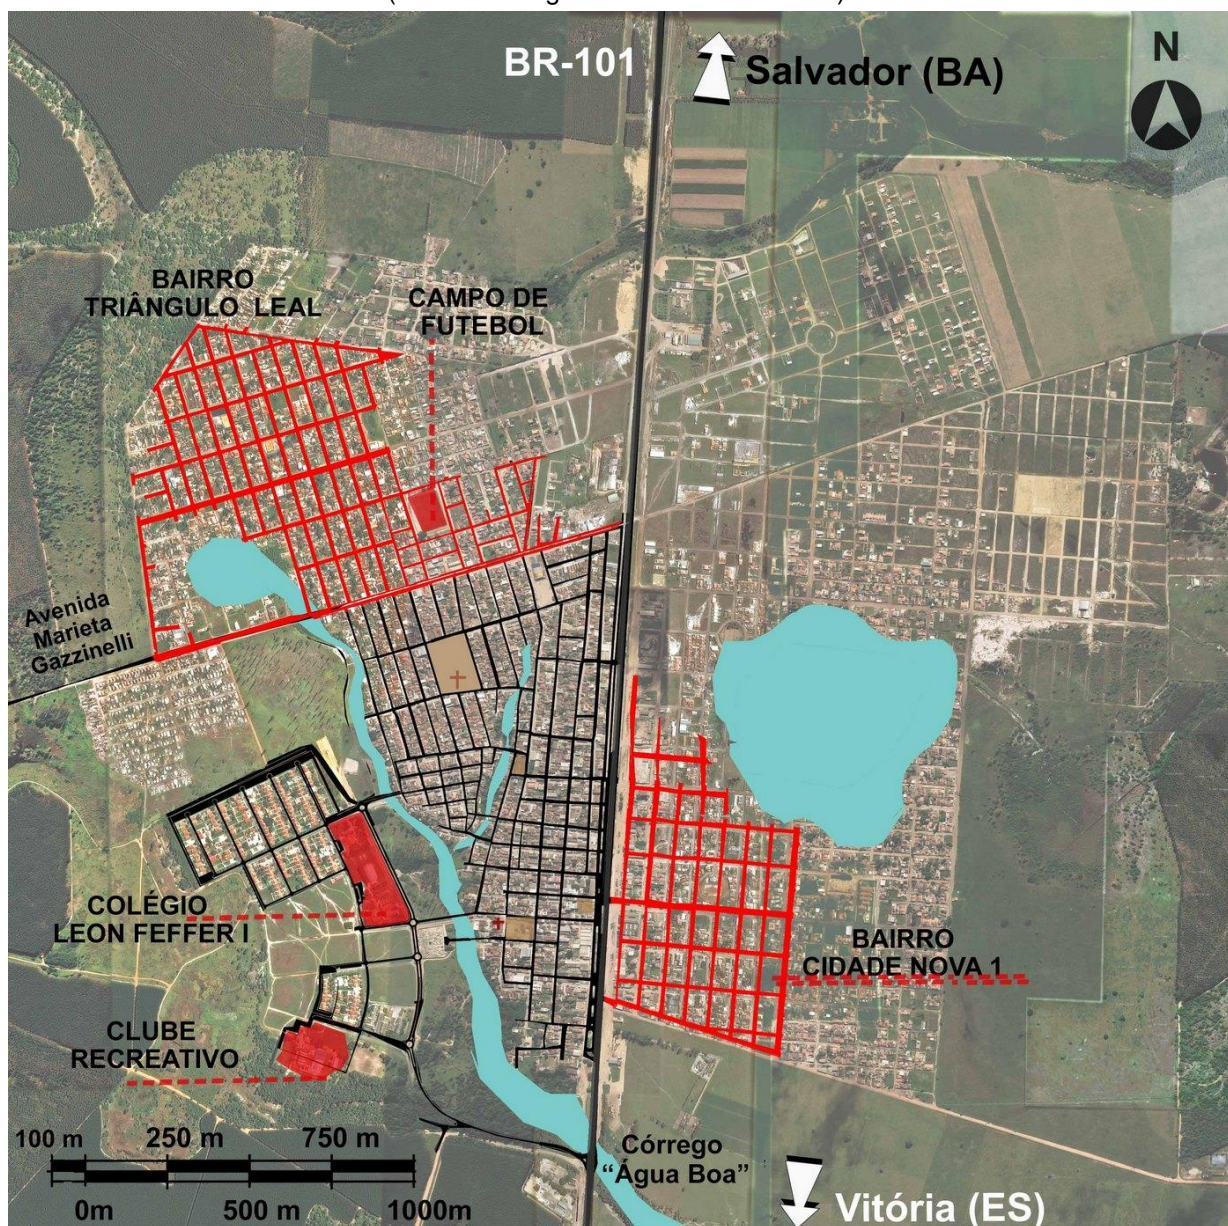 BR-101
Salvador (BA)
N
BAIRRO
TRIÂNGULO LEAL
CAMPO DE
FUTEBOL
Avenida
Marieta
Gazzinelli
COLÉGIO
LEON FEFFER I
BAIRRO
CIDADE NOVA 1
CLUBE
RECREATIVO
100 m 250 m 750 m
0m 500 m 1000m
Córrego
“Água Boa”
Vitória (ES)